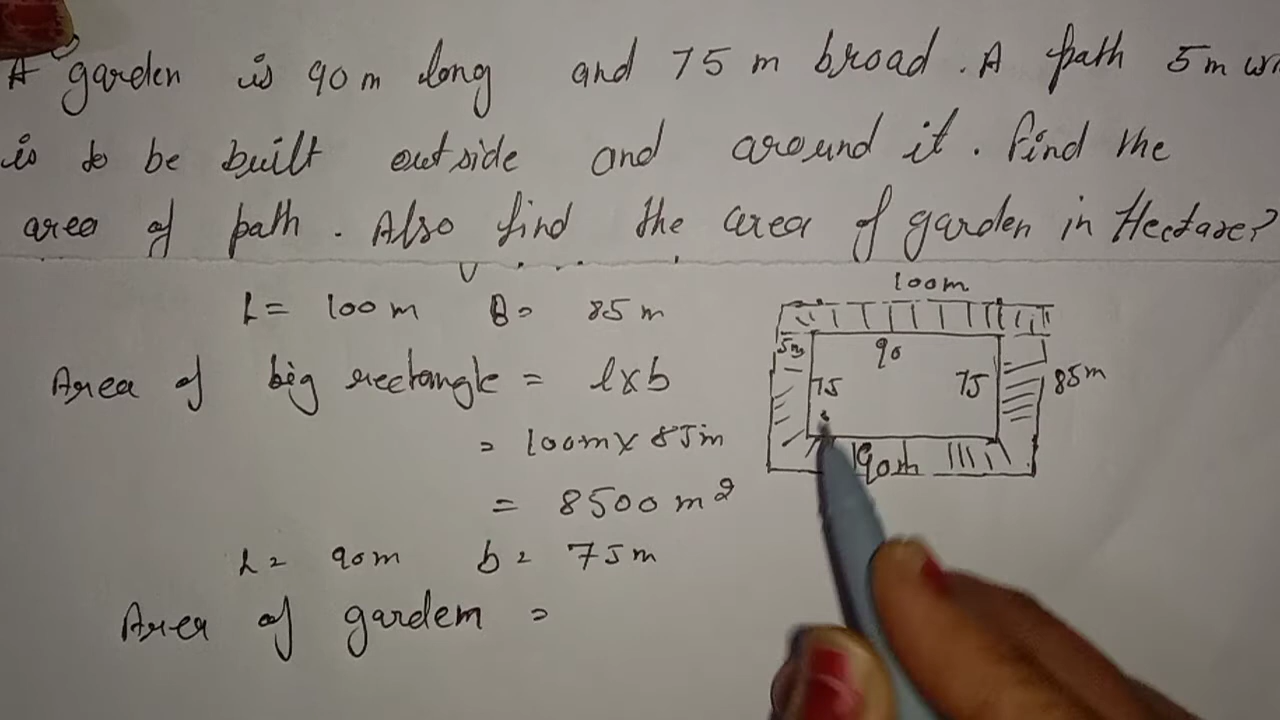 A garden is 90 m long and 75 m broad. A path 5m
is to be built outside and around it. Find the
area of path. Also find the area of garden in Hectare?
L = 100 m B = 85 m
Area of big rectangle = l x b
= 100m x 85m
= 8500 m²
L = 90m b = 75m
Area of gardem =
100m
5m
90
75
75
85m
90m